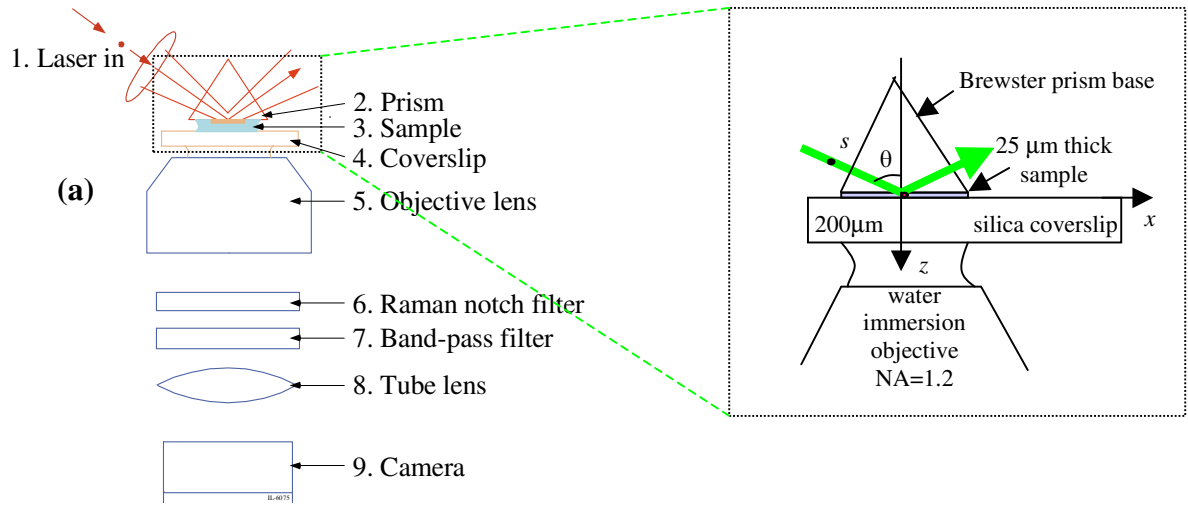 1. Laser in
2. Prism
3. Sample
4. Coverslip
(a)
5. Objective lens
6. Raman notch filter
7. Band-pass filter
8. Tube lens
9. Camera
IL-6075
Brewster prism base
s
θ
25 μm thick
sample
200μm
silica coverslip
x
z
water
immersion
objective
NA=1.2